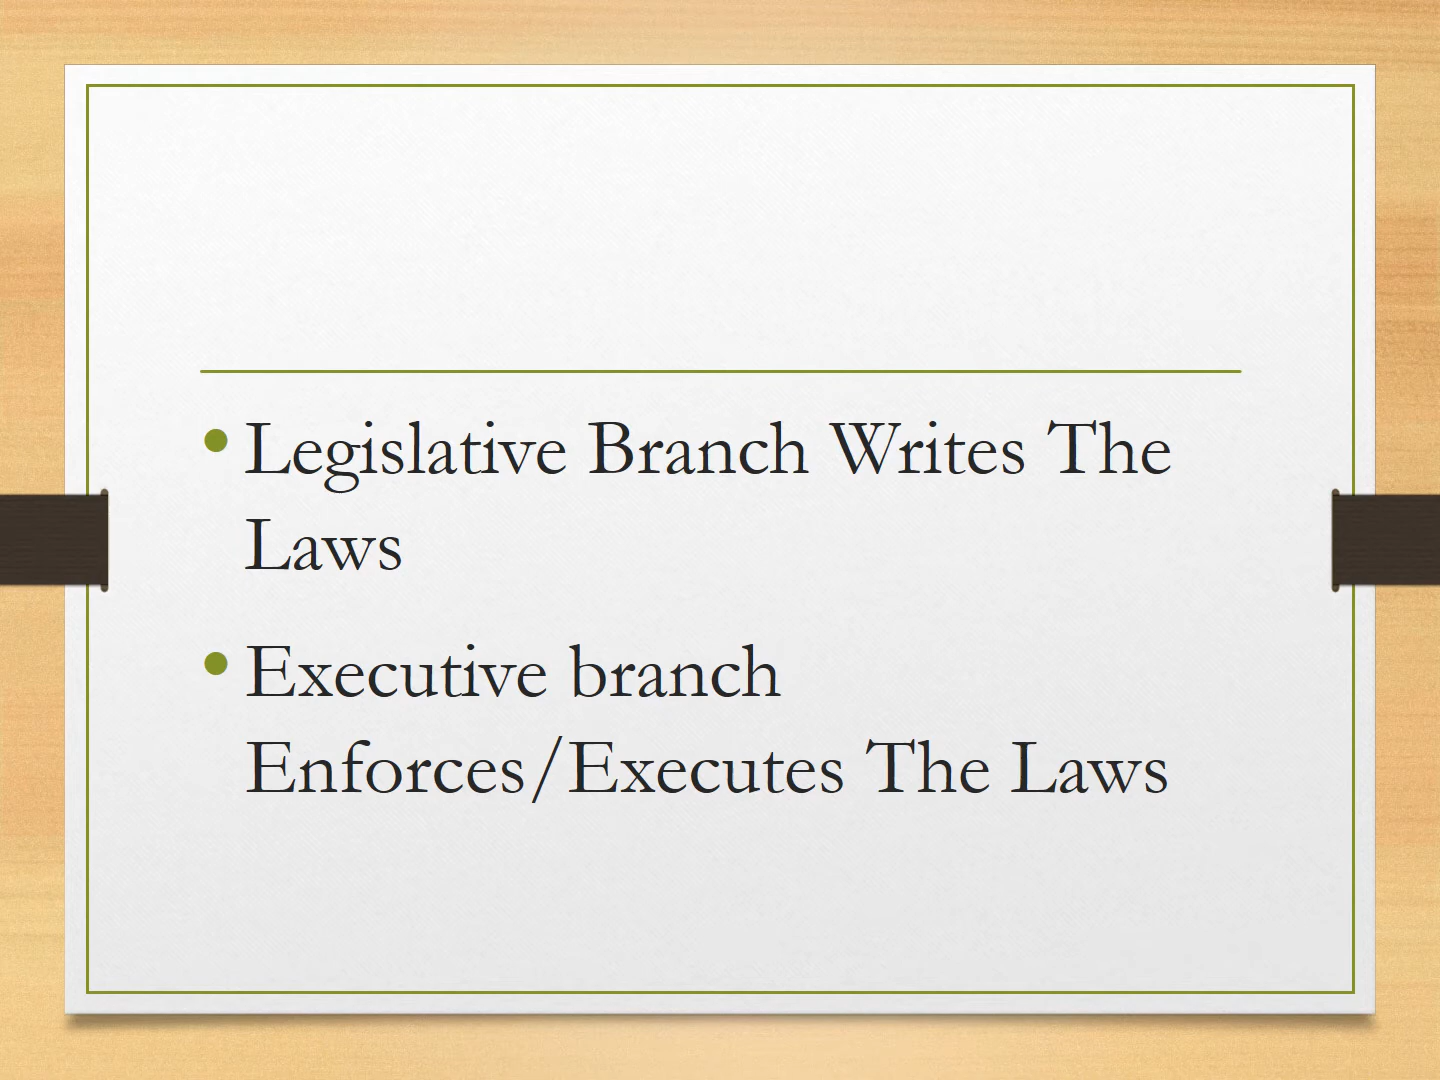 • Legislative Branch Writes The
Laws
• Executive branch
Enforces/Executes The Laws